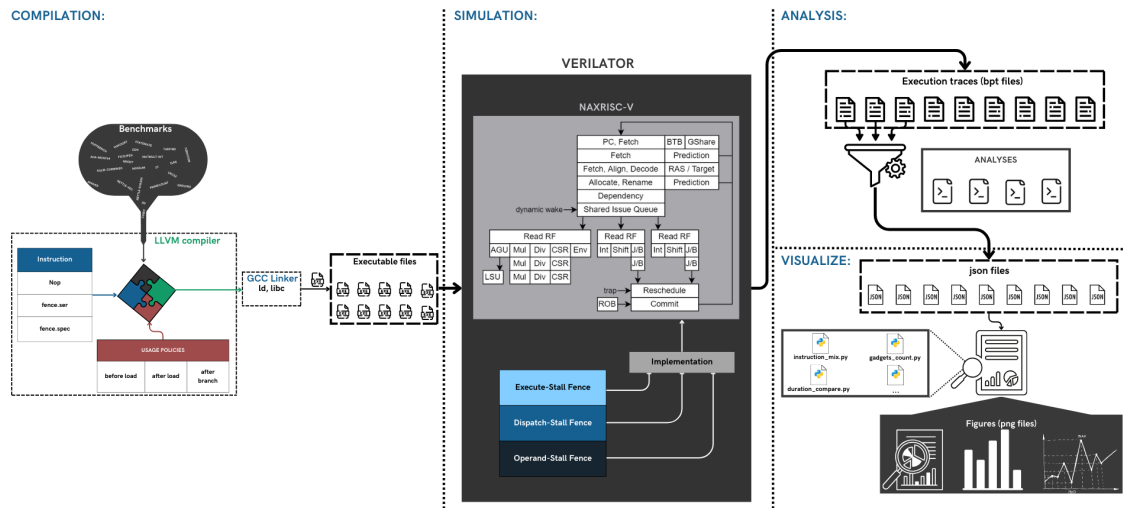 COMPILATION:
Benchmarks
LLVM compiler
Instruction
Nop
fence.ser
fence.spec
USAGE POLICIES
before load
after load
after
branch
GCC Linker
ld, libc
Executable files
SIMULATION:
VERILATOR
NAXRISC-V
PC, Fetch
BTB
GShare
Fetch
Prediction
Fetch, Align, Decode
RAS / Target
Allocate, Rename
Prediction
Dependency
dynamic wake
Shared Issue Queue
Read RF
Read RF
Read RF
AGU
Mul
Div
CSR
Env
Int
Shift
J/B
Int
Shift
J/B
Mul
Div
CSR
J/B
J/B
LSU
Mul
Div
CSR
trap
Reschedule
ROB
Commit
Implementation
Execute-Stall Fence
Dispatch-Stall Fence
Operand-Stall Fence
ANALYSIS:
Execution traces (bpt files)
ANALYSES
VISUALIZE:
json files
JSON
JSON
JSON
JSON
JSON
JSON
JSON
JSON
JSON
instruction_mix.py
gadgets_count.py
duration_compare.py
...
Figures (png files)